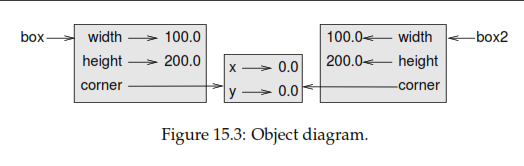 box width 100.0 100.0 width box2
height 200.0 200.0 height
x 0.0
corner corner
y 0.0
Figure 15.3: Object diagram.